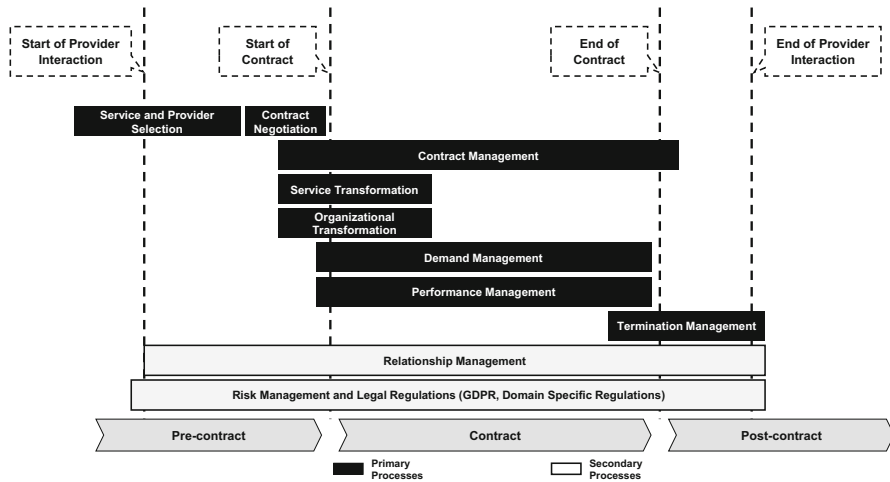 Start of Provider
Interaction
Start of
Contract
End of
Contract
End of Provider
Interaction
Service and Provider
Selection
Contract
Negotiation
Contract Management
Service Transformation
Organizational
Transformation
Demand Management
Performance Management
Termination Management
Relationship Management
Risk Management and Legal Regulations (GDPR, Domain Specific Regulations)
Pre-contract
Contract
Post-contract
Primary
Processes
Secondary
Processes